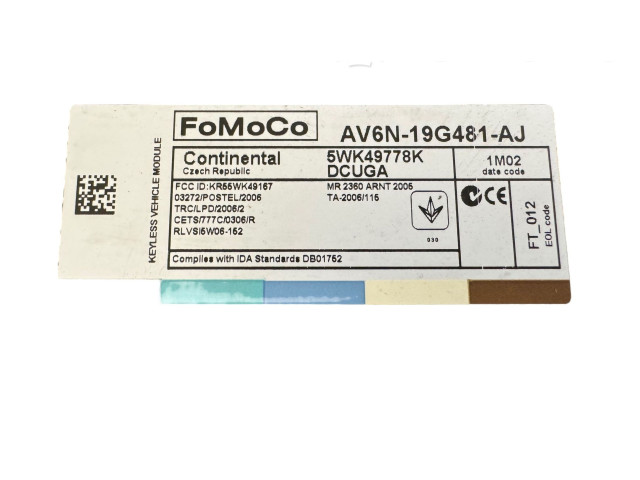 KEYLESS VEHICLE MODULE
FoMoCo
AV6N-19G481-AJ
Continental
Czech Republic
5WK49778K
DCUGA
1M02
date code
FCC ID:KR55WK49167
03272/POSTEL/2006
TRC/LPD/2006/2
CETS/777C/0306/R
RLVSI5W06-152
MR 2360 ARNT 2005
TA-2006/115
030
CE
FT_012
EOL code
Complies with IDA Standards DB01752